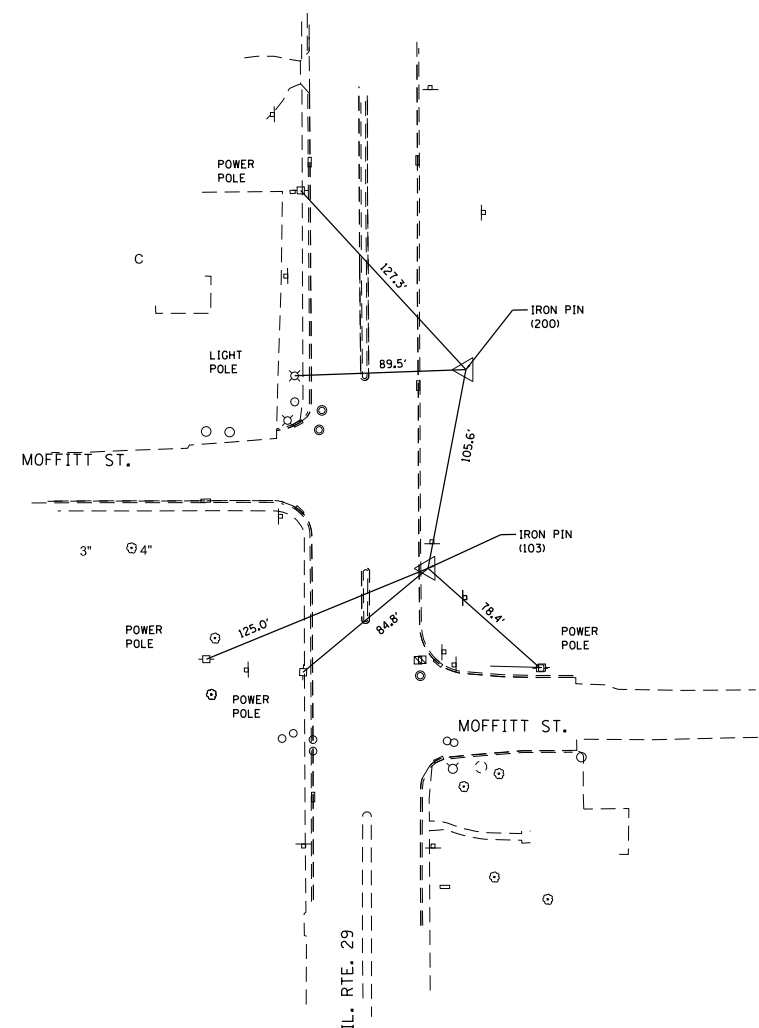 POWER
POLE
127.3'
C
IRON PIN
(200)
LIGHT
POLE
89.5'
105.6'
MOFFITT ST.
IRON PIN
(103)
3"
4"
POWER
POLE
125.0'
84.8'
78.4'
POWER
POLE
POWER
POLE
MOFFITT ST.
IL. RTE. 29